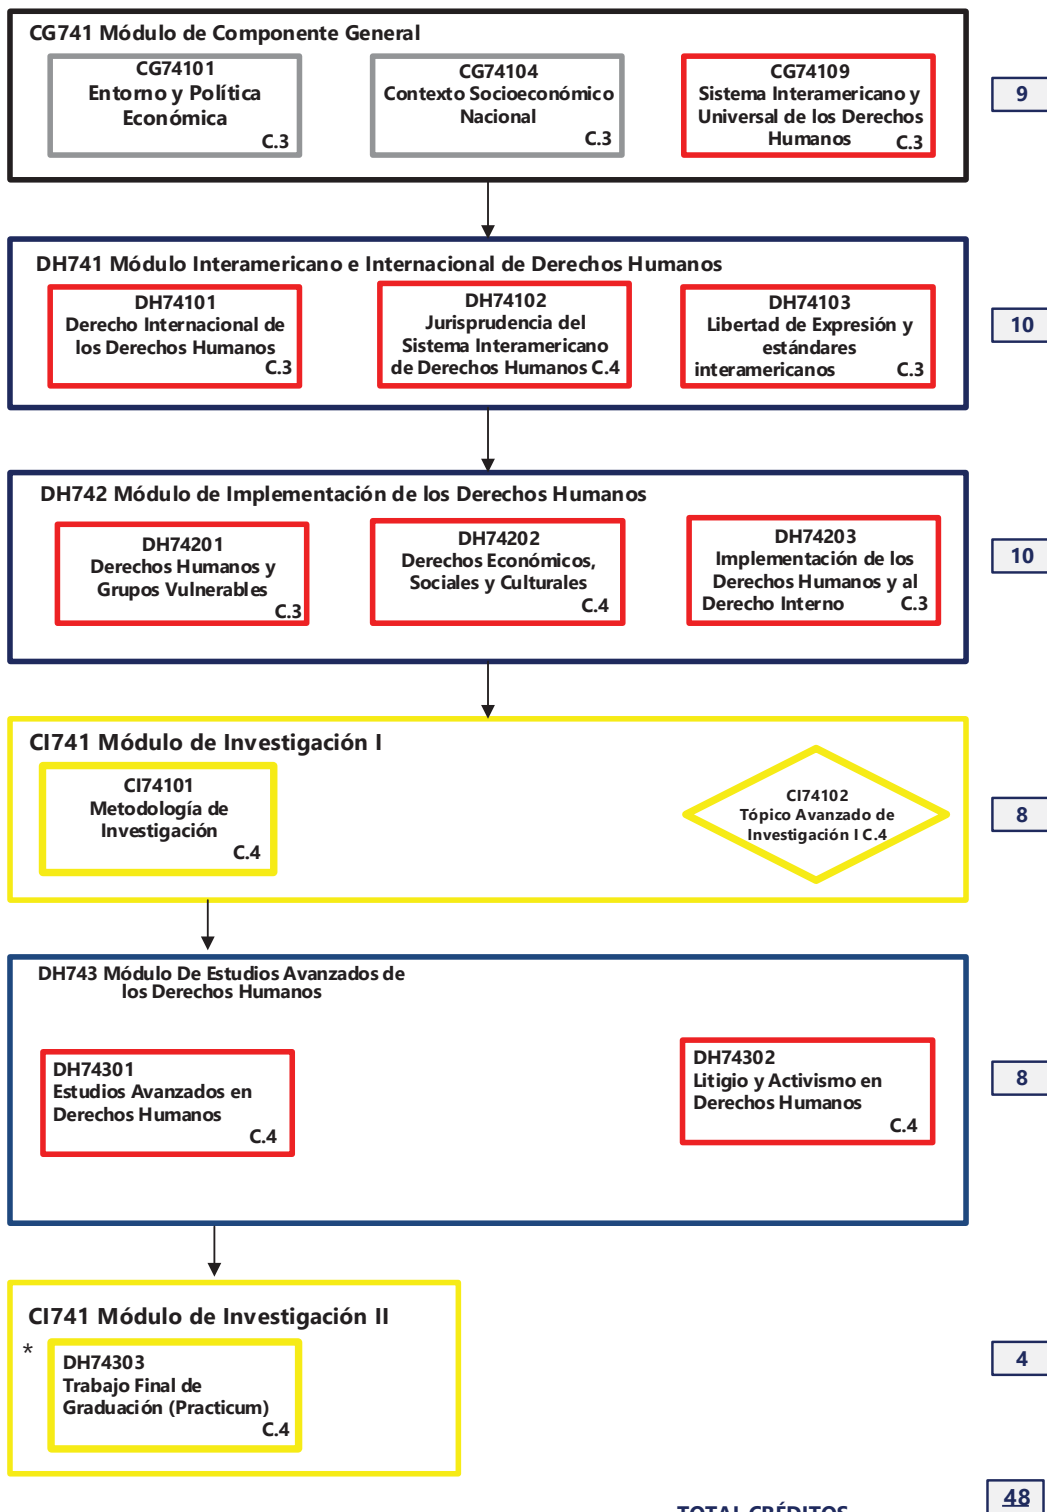 CG741 Módulo de Componente General
CG74101
Entorno y Política
Económica
C.3
CG74104
Contexto Socioeconómico
Nacional
C.3
CG74109
Sistema Interamericano y
Universal de los Derechos
Humanos C.3
9
DH741 Módulo Interamericano e Internacional de Derechos Humanos
DH74101
Derecho Internacional de
los Derechos Humanos
C.3
DH74102
Jurisprudencia del
Sistema Interamericano
de Derechos Humanos C.4
DH74103
Libertad de Expresión y
estándares
interamericanos C.3
10
DH742 Módulo de Implementación de los Derechos Humanos
DH74201
Derechos Humanos y
Grupos Vulnerables
C.3
DH74202
Derechos Económicos,
Sociales y Culturales
C.4
DH74203
Implementación de los
Derechos Humanos y al
Derecho Interno C.3
10
CI741 Módulo de Investigación I
CI74101
Metodología de
Investigación
C.4
CI74102
Tópico Avanzado de
Investigación I C.4
8
DH743 Módulo De Estudios Avanzados de
los Derechos Humanos
DH74301
Estudios Avanzados en
Derechos Humanos
C.4
DH74302
Litigio y Activismo en
Derechos Humanos
C.4
8
CI741 Módulo de Investigación II
*
DH74303
Trabajo Final de
Graduación (Practicum)
C.4
4
TOTAL CRÉDITOS 48